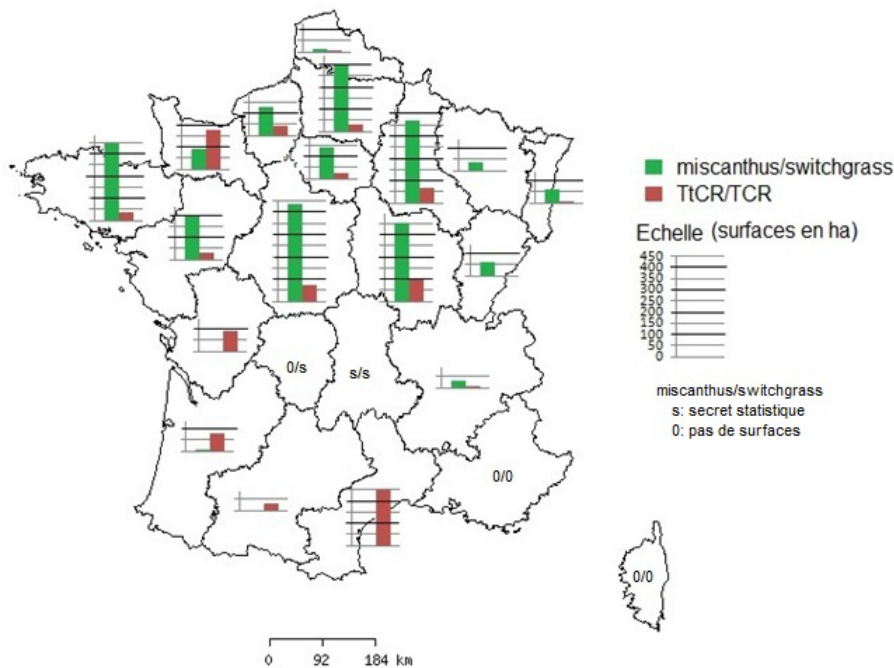 miscanthus/switchgrass
TtCR/TCR
Echelle (surfaces en ha)
450
400
350
300
250
200
150
100
50
0
miscanthus/switchgrass
s: secret statistique
0: pas de surfaces
0/s
s/s
0/0
0/0
0 92 184 km